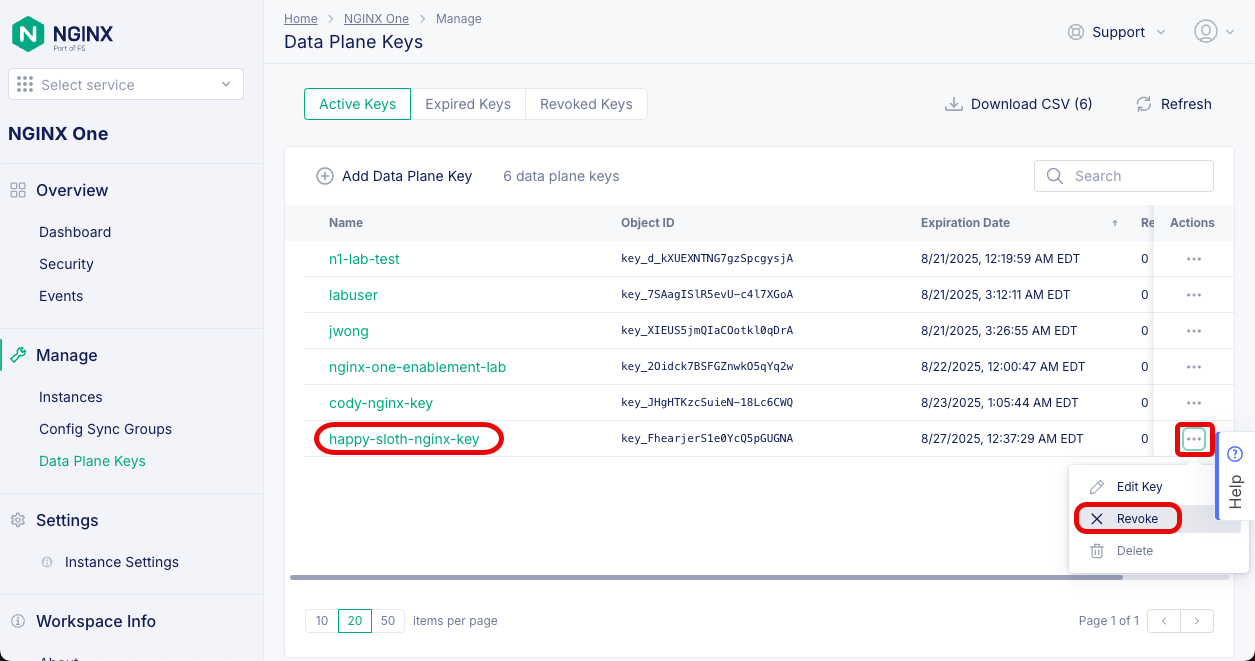 NGINX
Part of F5
Select service
NGINX One
Overview
Dashboard
Security
Events
Manage
Instances
Config Sync Groups
Data Plane Keys
Settings
Instance Settings
Workspace Info
About
Home > NGINX One > Manage
Data Plane Keys
Support
Active Keys Expired Keys Revoked Keys
Download CSV (6) Refresh
Add Data Plane Key 6 data plane keys Search
Name Object ID Expiration Date Re Actions
n1-lab-test key_d_kXUEXNTNG7gzSpcgysjA 8/21/2025, 12:19:59 AM EDT 0
labuser key_7SAagISlR5evU-c4l7XGoA 8/21/2025, 3:12:11 AM EDT 0
jwong key_XIEUS5jmQIaCOotkl0qDrA 8/21/2025, 3:26:55 AM EDT 0
nginx-one-enablement-lab key_2Oidck7BSFGZnwkO5qYq2w 8/22/2025, 12:00:47 AM EDT 0
cody-nginx-key key_JHgHTKzcSuieN-18Lc6CWQ 8/23/2025, 1:05:44 AM EDT 0
happy-sloth-nginx-key key_FhearjerS1e0YcQ5pGUGNA 8/27/2025, 12:37:29 AM EDT 0
Edit Key
Revoke
Delete
Help
10 20 50 items per page
Page 1 of 1